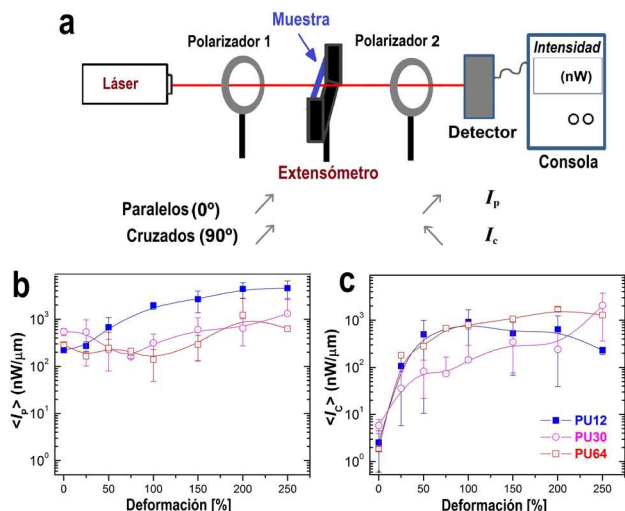 a
Muestra
Polarizador 1
Polarizador 2
Láser
Intensidad
(nW)
Detector
Consola
Extensómetro
Paralelos (0º)
Cruzados (90º)
Ip
Ic
b
<Ip> (nW/µm)
10³
10²
10¹
10⁰
0 50 100 150 200 250
Deformación [%]
c
<IC> (nW/µm)
10³
10²
10¹
10⁰
PU12
PU30
PU64
0 50 100 150 200 250
Deformación [%]